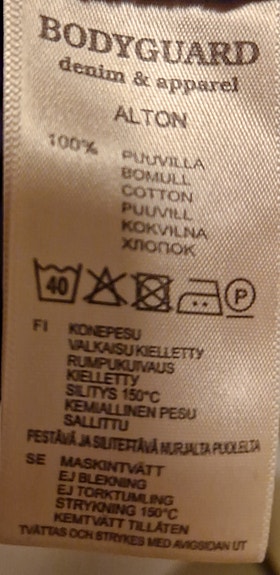 BODYGUARD
denim & apparel
ALTON
100% PUUVILLA
BOMULL
COTTON
PUUVILL
KOKVILNA
ХЛОПОК
40 P
FI KONEPESU
VALKAISU KIELLETTY
RUMPUKUIVAUS
KIELLETTY
SILITYS 150°C
KEMIALLINEN PESU
SALLITTU
PESTÄVÄ JA SILITETTÄVÄ NURJALTA PUOLELTA
SE MASKINTVÄTT
EJ BLEKNING
EJ TORKTUMLING
STRYKNING 150°C
KEMTVÄTT TILLÅTEN
TVÄTTAS OCH STRYKES MED AVIGSIDAN UT